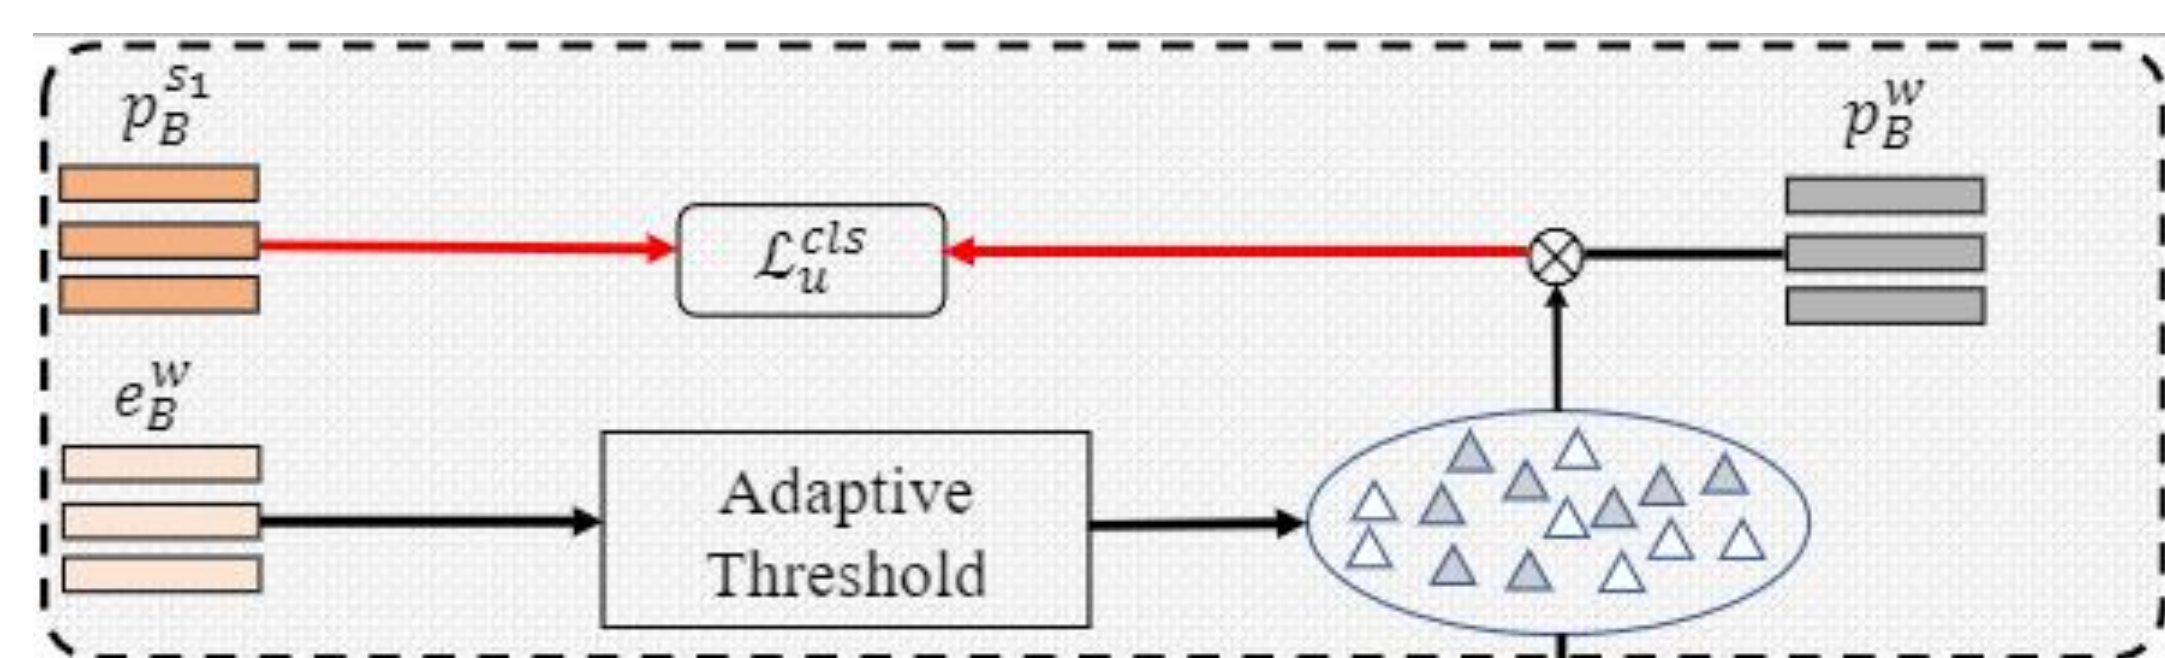 p_B^{s_1}
p_B^w
ℒ_u^{cls}
e_B^w
Adaptive
Threshold